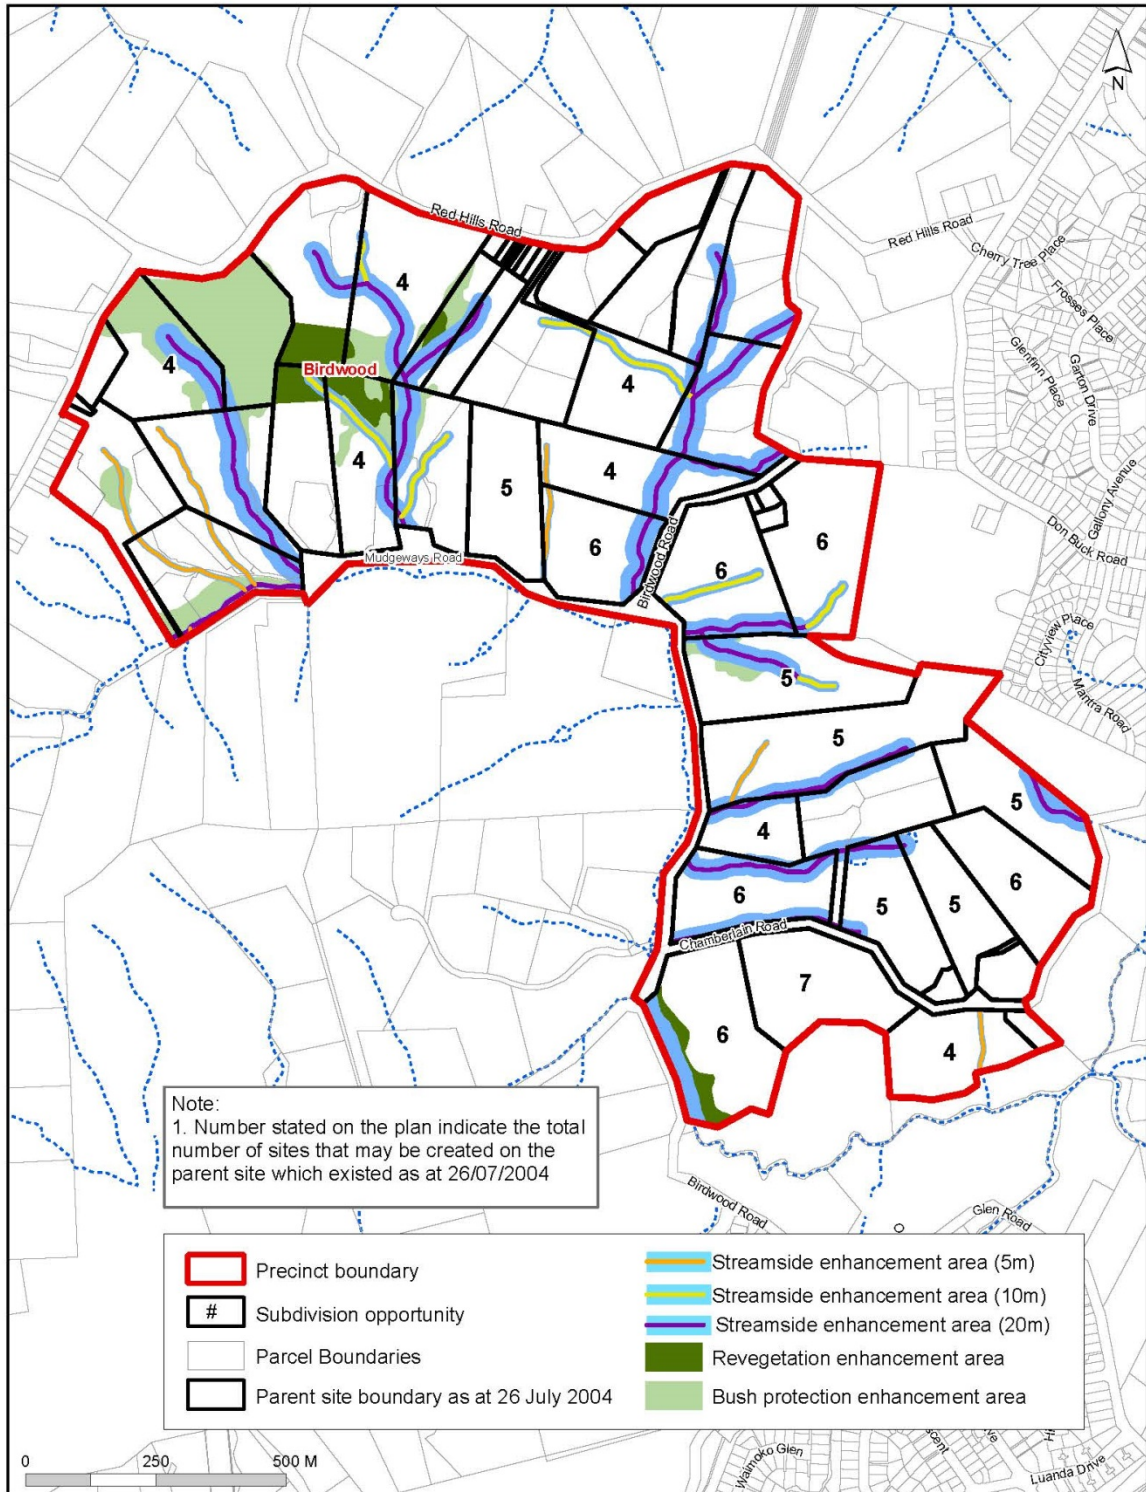 N
Red Hills Road
Red Hills Road
Cherry Tree Place
Frosses Place
Glenfinn Place
Garton Drive
4
4
Birdwood
4
4
5
4
6
Gallony Avenue
Don Buck Road
Mudgeways Road
Birdwood Road
6
6
Cityview Place
Mantra Road
5
5
5
4
6
6
5
5
Chamberlain Road
7
6
4
Note:
1. Number stated on the plan indicate the total
number of sites that may be created on the
parent site which existed as at 26/07/2004
Birdwood Road
Glen Road
Precinct boundary
# Subdivision opportunity
Parcel Boundaries
Parent site boundary as at 26 July 2004
Streamside enhancement area (5m)
Streamside enhancement area (10m)
Streamside enhancement area (20m)
Revegetation enhancement area
Bush protection enhancement area
0 250 500 M
Waimoko Glen
Luanda Drive